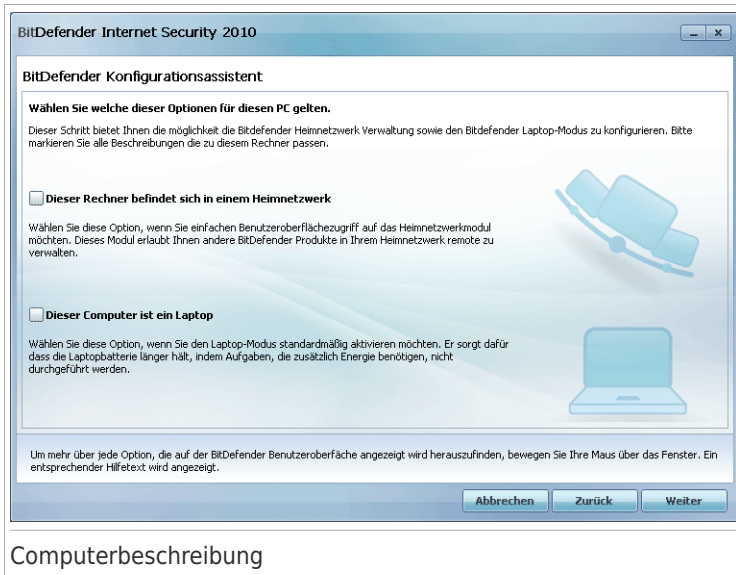 BitDefender Internet Security 2010
BitDefender Konfigurationsassistent
Wählen Sie welche dieser Optionen für diesen PC gelten.
Dieser Schritt bietet Ihnen die möglichkeit die Bitdefender Heimnetzwerk Verwaltung sowie den Bitdefender Laptop-Modus zu konfigurieren. Bitte
markieren Sie alle Beschreibungen die zu diesem Rechner passen.
Dieser Rechner befindet sich in einem Heimnetzwerk
Wählen Sie diese Option, wenn Sie einfachen Benutzeroberflächezugriff auf das Heimnetzwerkmodul
möchten. Dieses Modul erlaubt Ihnen andere BitDefender Produkte in Ihrem Heimnetzwerk remote zu
verwalten.
Dieser Computer ist ein Laptop
Wählen Sie diese Option, wenn Sie den Laptop-Modus standardmäßig aktivieren möchten. Er sorgt dafür
dass die Laptopbatterie länger hält, indem Aufgaben, die zusätzlich Energie benötigen, nicht
durchgeführt werden.
Um mehr über jede Option, die auf der BitDefender Benutzeroberfäche angezeigt wird herauszufinden, bewegen Sie Ihre Maus über das Fenster. Ein
entsprechender Hilfetext wird angezeigt.
Abbrechen Zurück Weiter
Computerbeschreibung